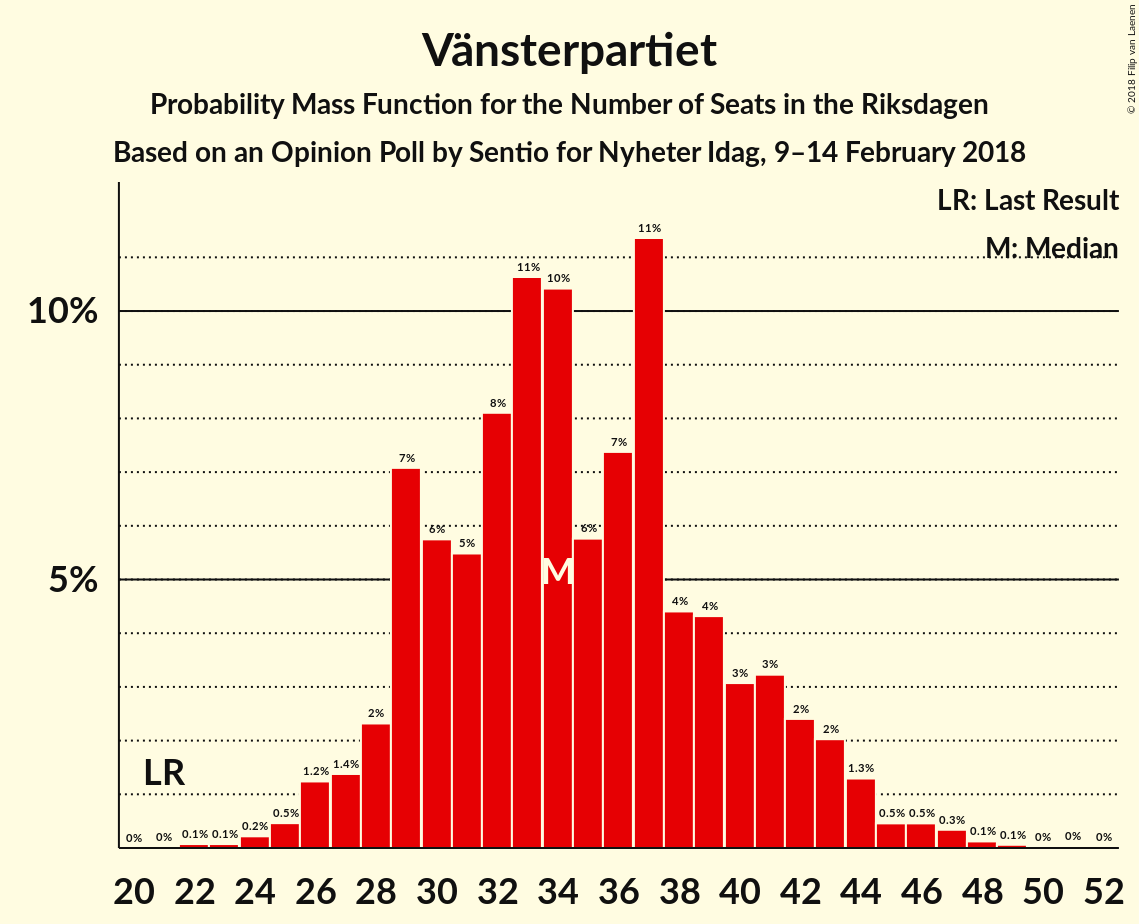 Vänsterpartiet
Probability Mass Function for the Number of Seats in the Riksdagen
Based on an Opinion Poll by Sentio for Nyheter Idag, 9–14 February 2018
© 2018 Filip van Laenen
LR: Last Result
M: Median
10%
5%
LR
M
0% 0% 0.1% 0.1% 0.2% 0.5% 1.2% 1.4% 2% 7% 6% 5% 8% 11% 10% 6% 7% 11% 4% 4% 3% 3% 2% 2% 1.3% 0.5% 0.5% 0.3% 0.1% 0.1% 0% 0% 0%
20 22 24 26 28 30 32 34 36 38 40 42 44 46 48 50 52